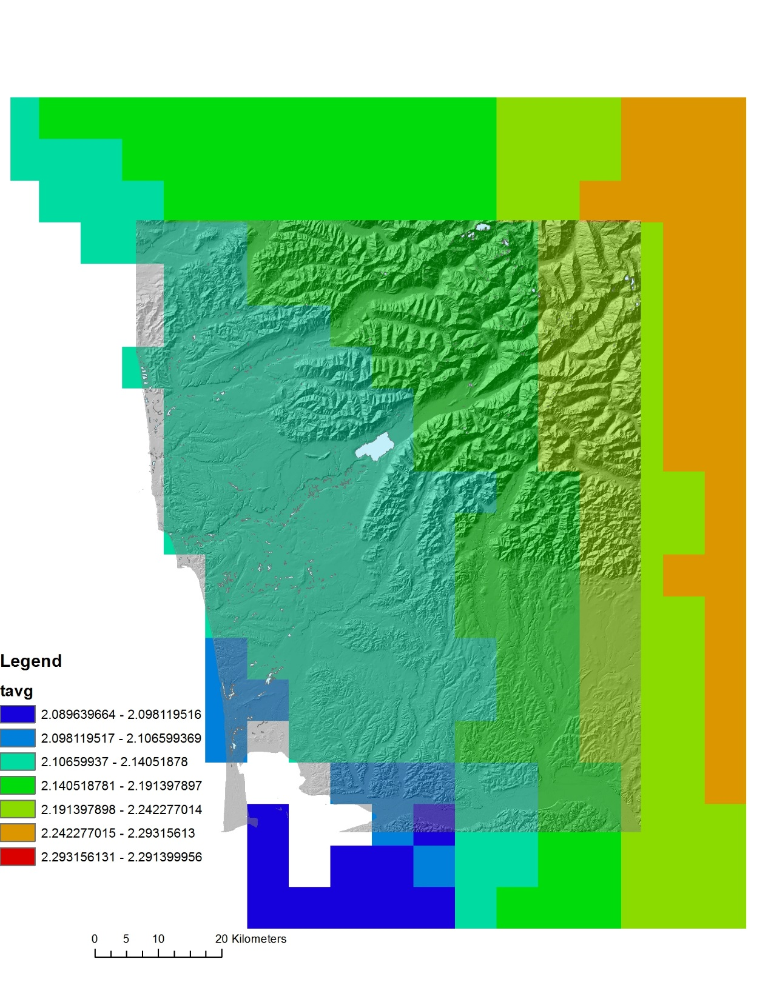 Legend
tavg
2.089639664 - 2.098119516
2.098119517 - 2.106599369
2.10659937 - 2.14051878
2.140518781 - 2.191397897
2.191397898 - 2.242277014
2.242277015 - 2.29315613
2.293156131 - 2.291399956
0 5 10 20 Kilometers